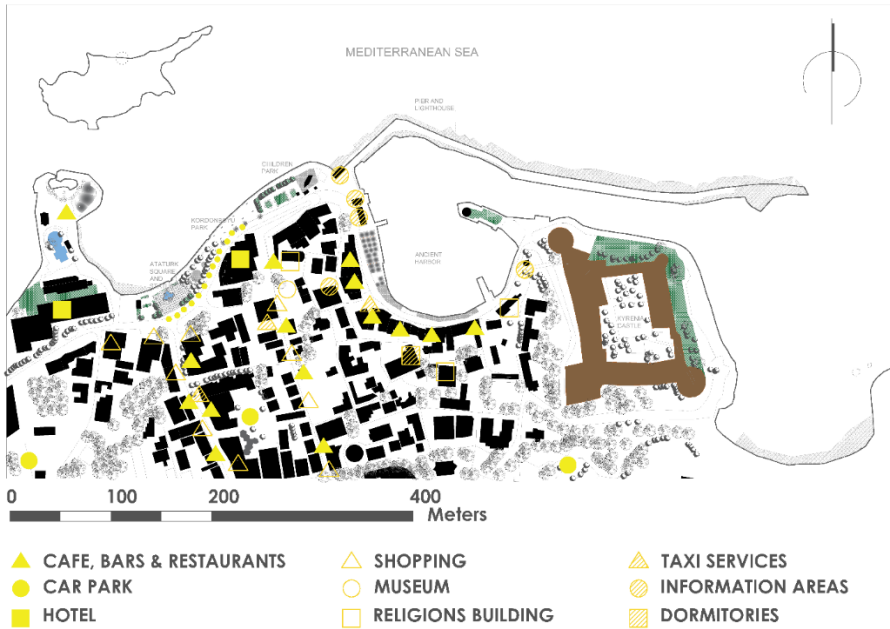 MEDITERRANEAN SEA
PIER AND
LIGHTHOUSE
CHILDREN
PARK
KORDONBOYU
PARK
ATATURK
SQUARE
AND
ANCIENT
HARBOR
KYRENIA
CASTLE
0 100 200 400
Meters
CAFE, BARS & RESTAURANTS
SHOPPING
TAXI SERVICES
CAR PARK
MUSEUM
INFORMATION AREAS
HOTEL
RELIGIONS BUILDING
DORMITORIES